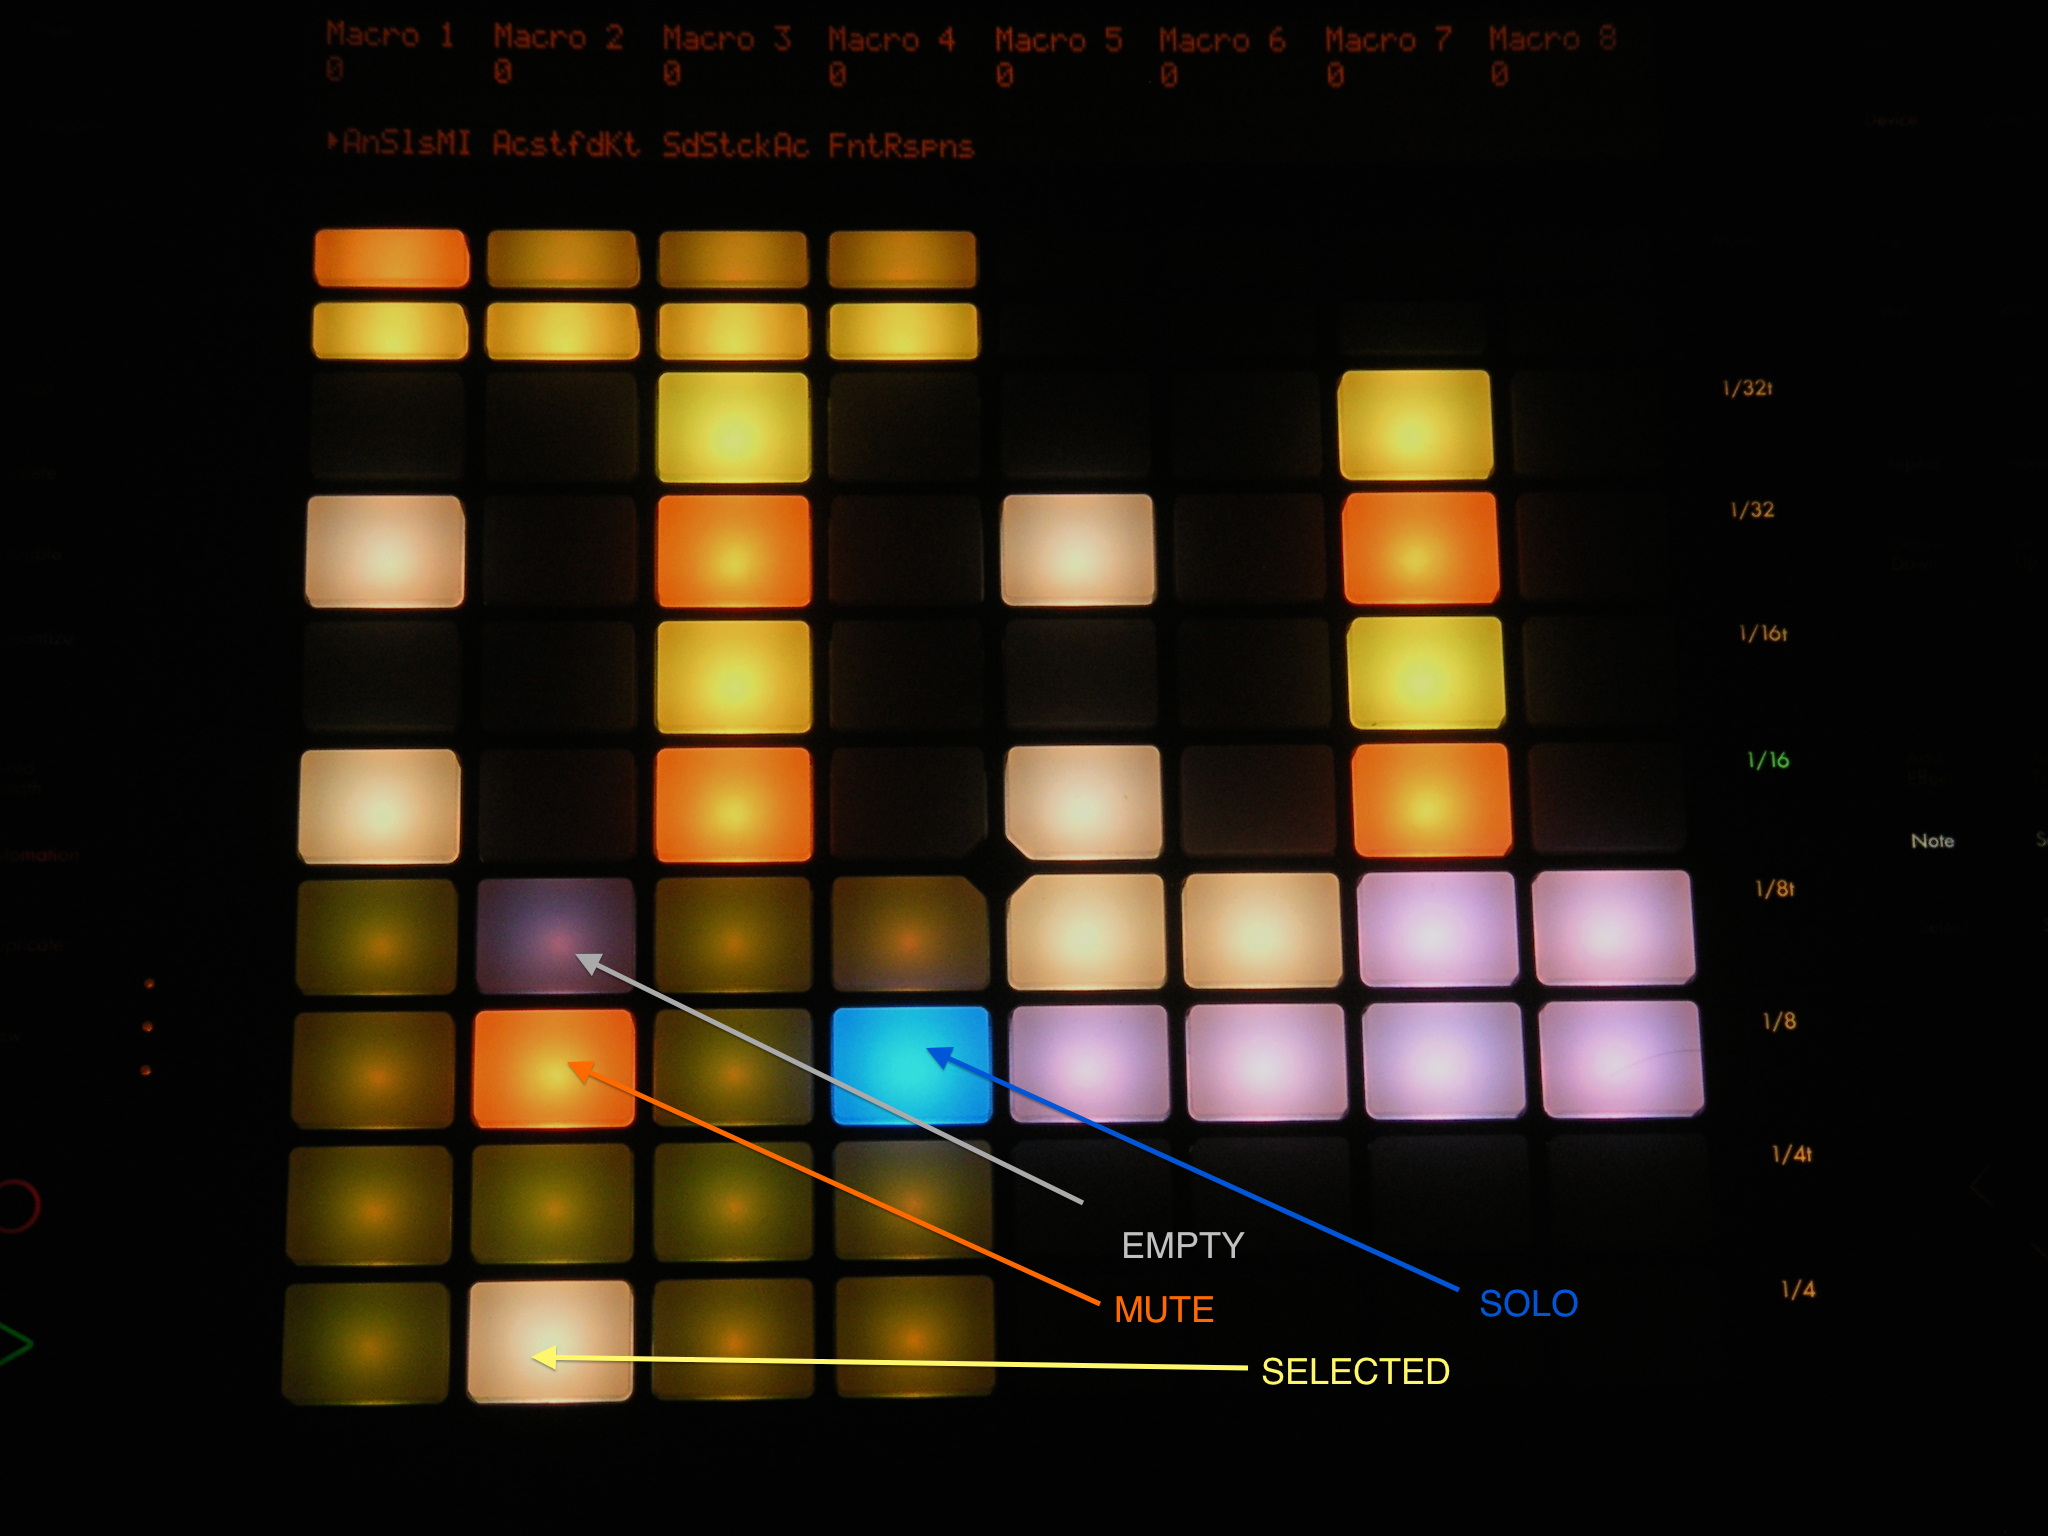 Macro 1 Macro 2 Macro 3 Macro 4 Macro 5 Macro 6 Macro 7 Macro 8
0 0 0 0 0 0 0 0
AnSlsMI AcstfdKt SdStckAc FntRspns
Device
1/32t
1/32
1/16t
1/16
Note
1/8t
1/8
1/4t
1/4
EMPTY
MUTE
SOLO
SELECTED